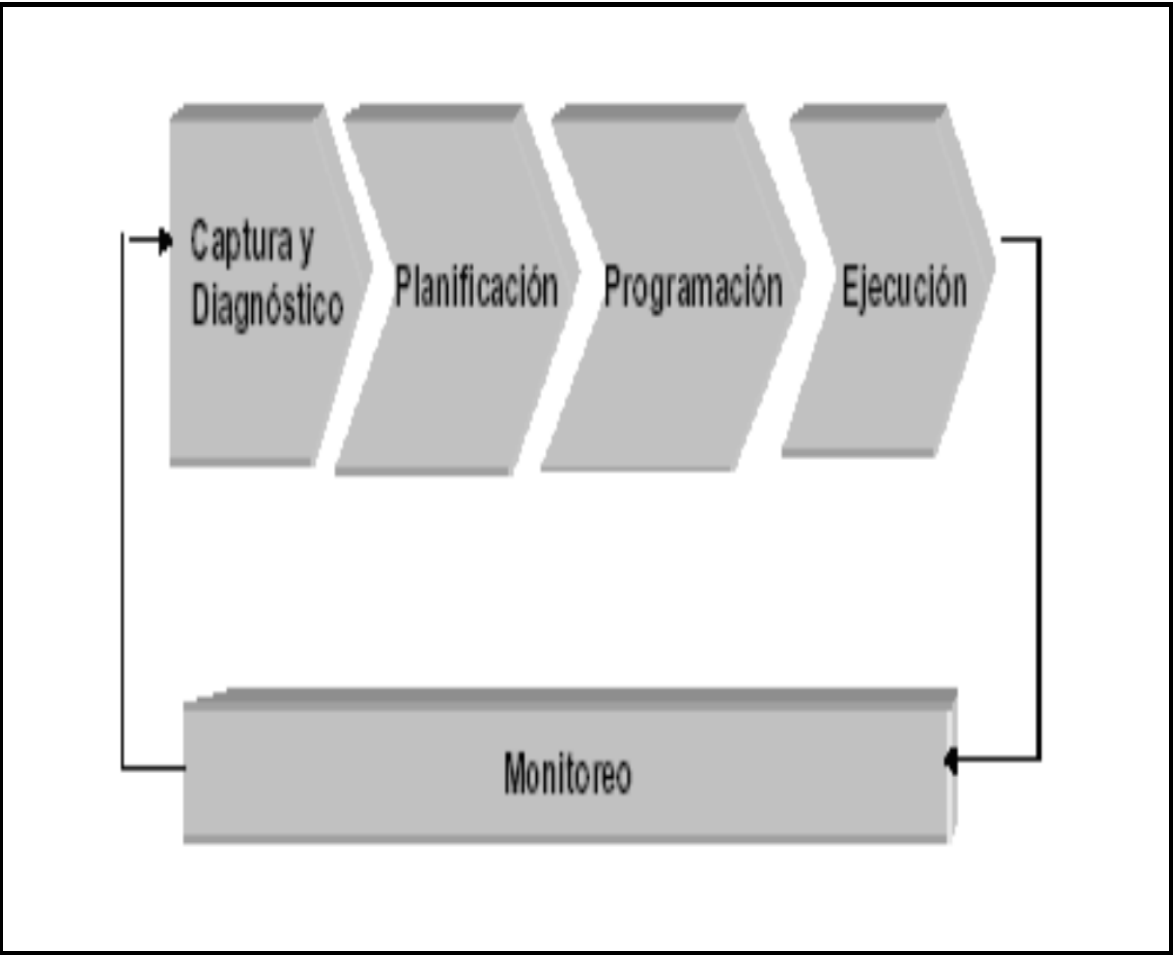 Captura y
Diagnóstico
Planificación
Programación
Ejecución
Monitoreo